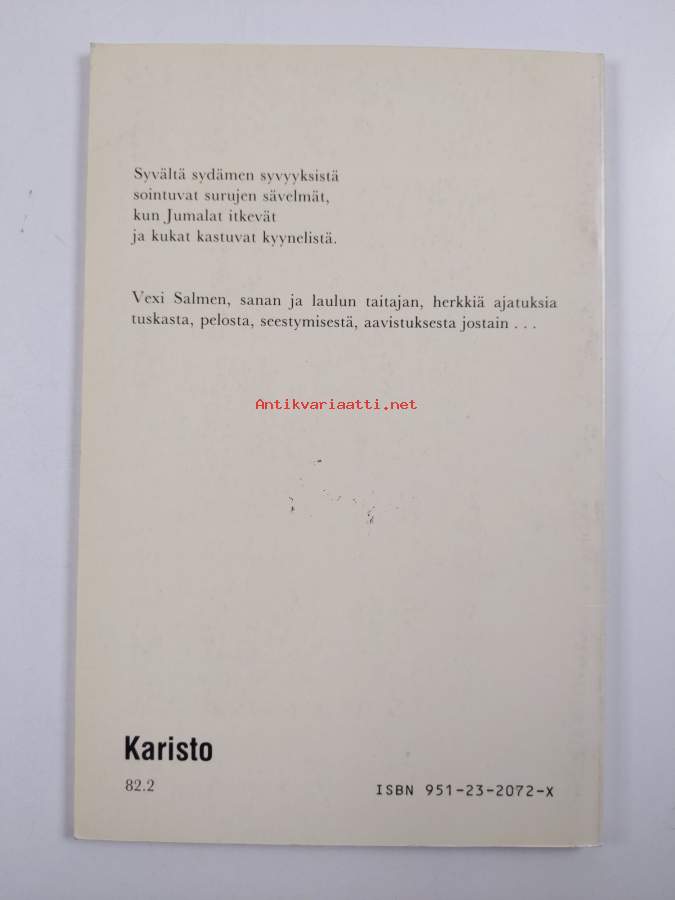 Syvältä sydämen syvyyksistä
sointuvat surujen sävelmät,
kun Jumalat itkevät
ja kukat kastuvat kyynelistä.
Vexi Salmen, sanan ja laulun taitajan, herkkiä ajatuksia
tuskasta, pelosta, seestymisestä, aavistuksesta jostain . . .
Antikvariaatti.net
Karisto
82.2
ISBN 951-23-2072-X